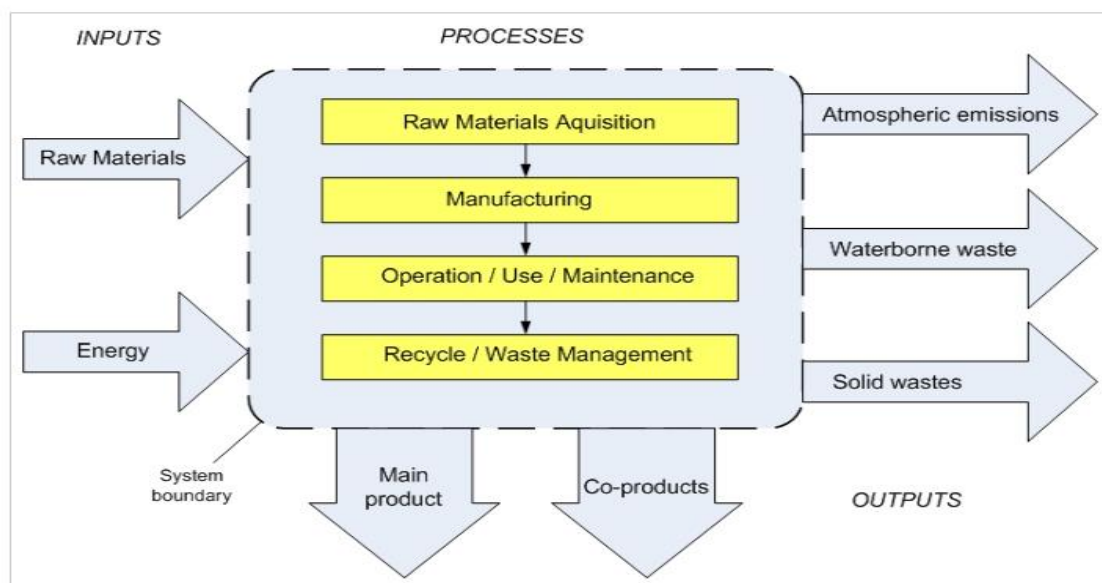 INPUTS
PROCESSES
Raw Materials
Energy
Raw Materials Aquisition
Manufacturing
Operation / Use / Maintenance
Recycle / Waste Management
Atmospheric emissions
Waterborne waste
Solid wastes
System
boundary
Main
product
Co-products
OUTPUTS